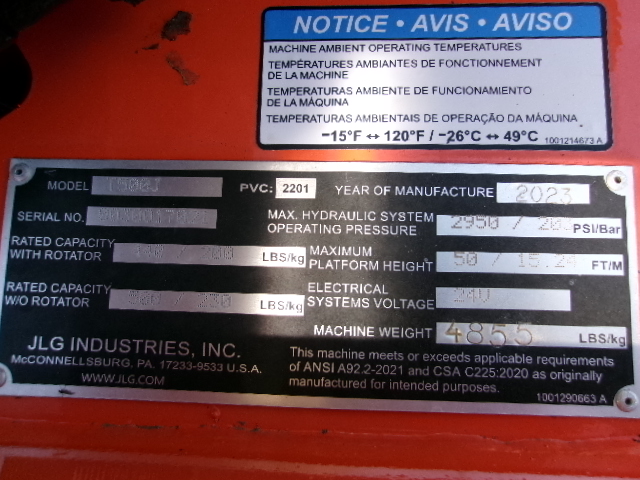 NOTICE • AVIS • AVISO
MACHINE AMBIENT OPERATING TEMPERATURES
TEMPÉRATURES AMBIANTES DE FONCTIONNEMENT
DE LA MACHINE
TEMPERATURAS AMBIENTE DE FUNCIONAMIENTO
DE LA MÁQUINA
TEMPERATURAS AMBIENTAIS DE OPERAÇÃO DA MÁQUINA
−15°F ↔ 120°F / −26°C ↔ 49°C
1001214673 A
MODEL T500J PVC: 2201 YEAR OF MANUFACTURE 2023
SERIAL NO. MAX. HYDRAULIC SYSTEM
OPERATING PRESSURE 2950 / PSI/Bar
RATED CAPACITY
WITH ROTATOR / 200 LBS/kg
MAXIMUM
PLATFORM HEIGHT 50 / 15.24 FT/M
RATED CAPACITY
W/O ROTATOR / 230 LBS/kg
ELECTRICAL
SYSTEMS VOLTAGE 24V
MACHINE WEIGHT 4855 LBS/kg
JLG INDUSTRIES, INC.
McCONNELLSBURG, PA. 17233-9533 U.S.A.
WWW.JLG.COM
This machine meets or exceeds applicable requirements
of ANSI A92.2-2021 and CSA C225:2020 as originally
manufactured for intended purposes.
1001290663 A